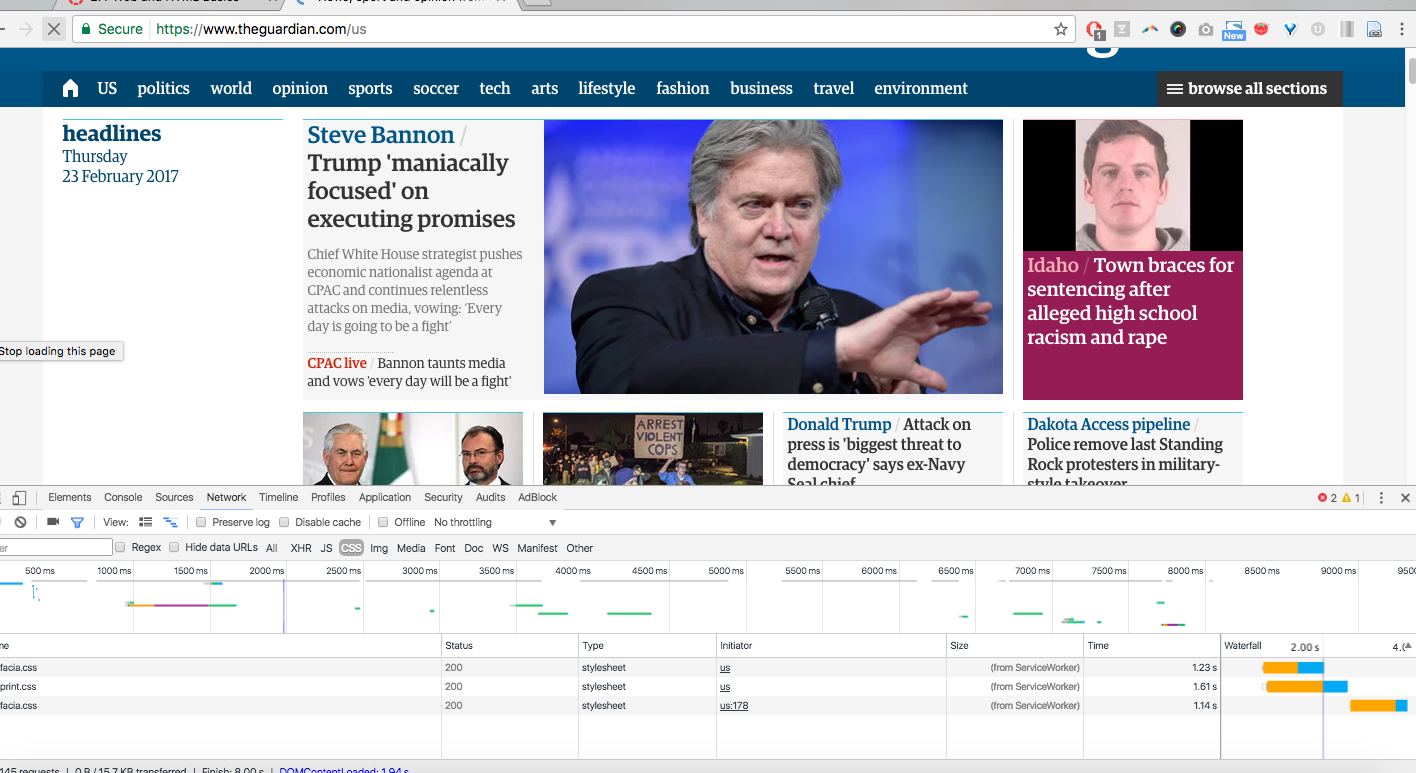 Secure https://www.theguardian.com/us
1
New
US politics world opinion sports soccer tech arts lifestyle fashion business travel environment
browse all sections
headlines
Thursday
23 February 2017
Steve Bannon /
Trump 'maniacally
focused' on
executing promises
Chief White House strategist pushes
economic nationalist agenda at
CPAC and continues relentless
attacks on media, vowing: 'Every
day is going to be a fight'
CPAC live / Bannon taunts media
and vows 'every day will be a fight'
Idaho / Town braces for
sentencing after
alleged high school
racism and rape
Stop loading this page
ARREST
VIOLENT
COPS
Donald Trump / Attack on
press is 'biggest threat to
democracy' says ex-Navy
Seal chief
Dakota Access pipeline /
Police remove last Standing
Rock protesters in military-
style takeover
Elements Console Sources Network Timeline Profiles Application Security Audits AdBlock
2 1
View: Preserve log Disable cache Offline No throttling
Regex Hide data URLs All XHR JS CSS Img Media Font Doc WS Manifest Other
500 ms 1000 ms 1500 ms 2000 ms 2500 ms 3000 ms 3500 ms 4000 ms 4500 ms 5000 ms 5500 ms 6000 ms 6500 ms 7000 ms 7500 ms 8000 ms 8500 ms 9000 ms 9500
Status Type Initiator Size Time Waterfall 2.00 s
facia.css 200 stylesheet us (from ServiceWorker) 1.23 s
print.css 200 stylesheet us (from ServiceWorker) 1.61 s
facia.css 200 stylesheet us:178 (from ServiceWorker) 1.14 s
145 requests | 0 B / 15.7 KB transferred | Finish: 8.00 s | DOMContentLoaded: 1.94 s